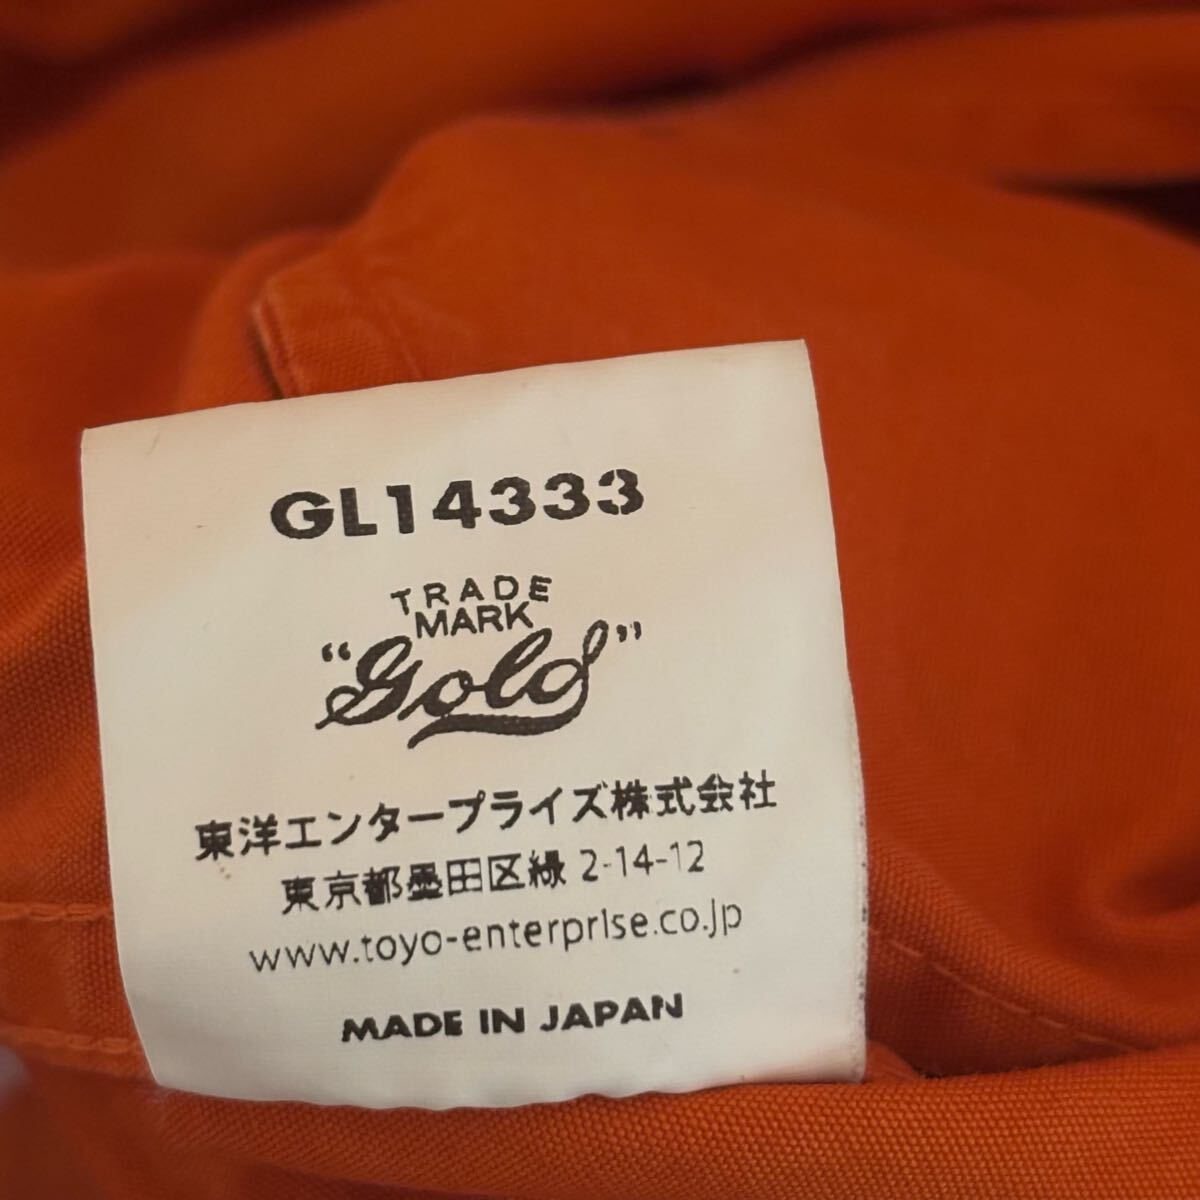 GL14333
TRADE
MARK
“Gold”
東洋エンタープライズ株式会社
東京都墨田区緑 2-14-12
www.toyo-enterprise.co.jp
MADE IN JAPAN